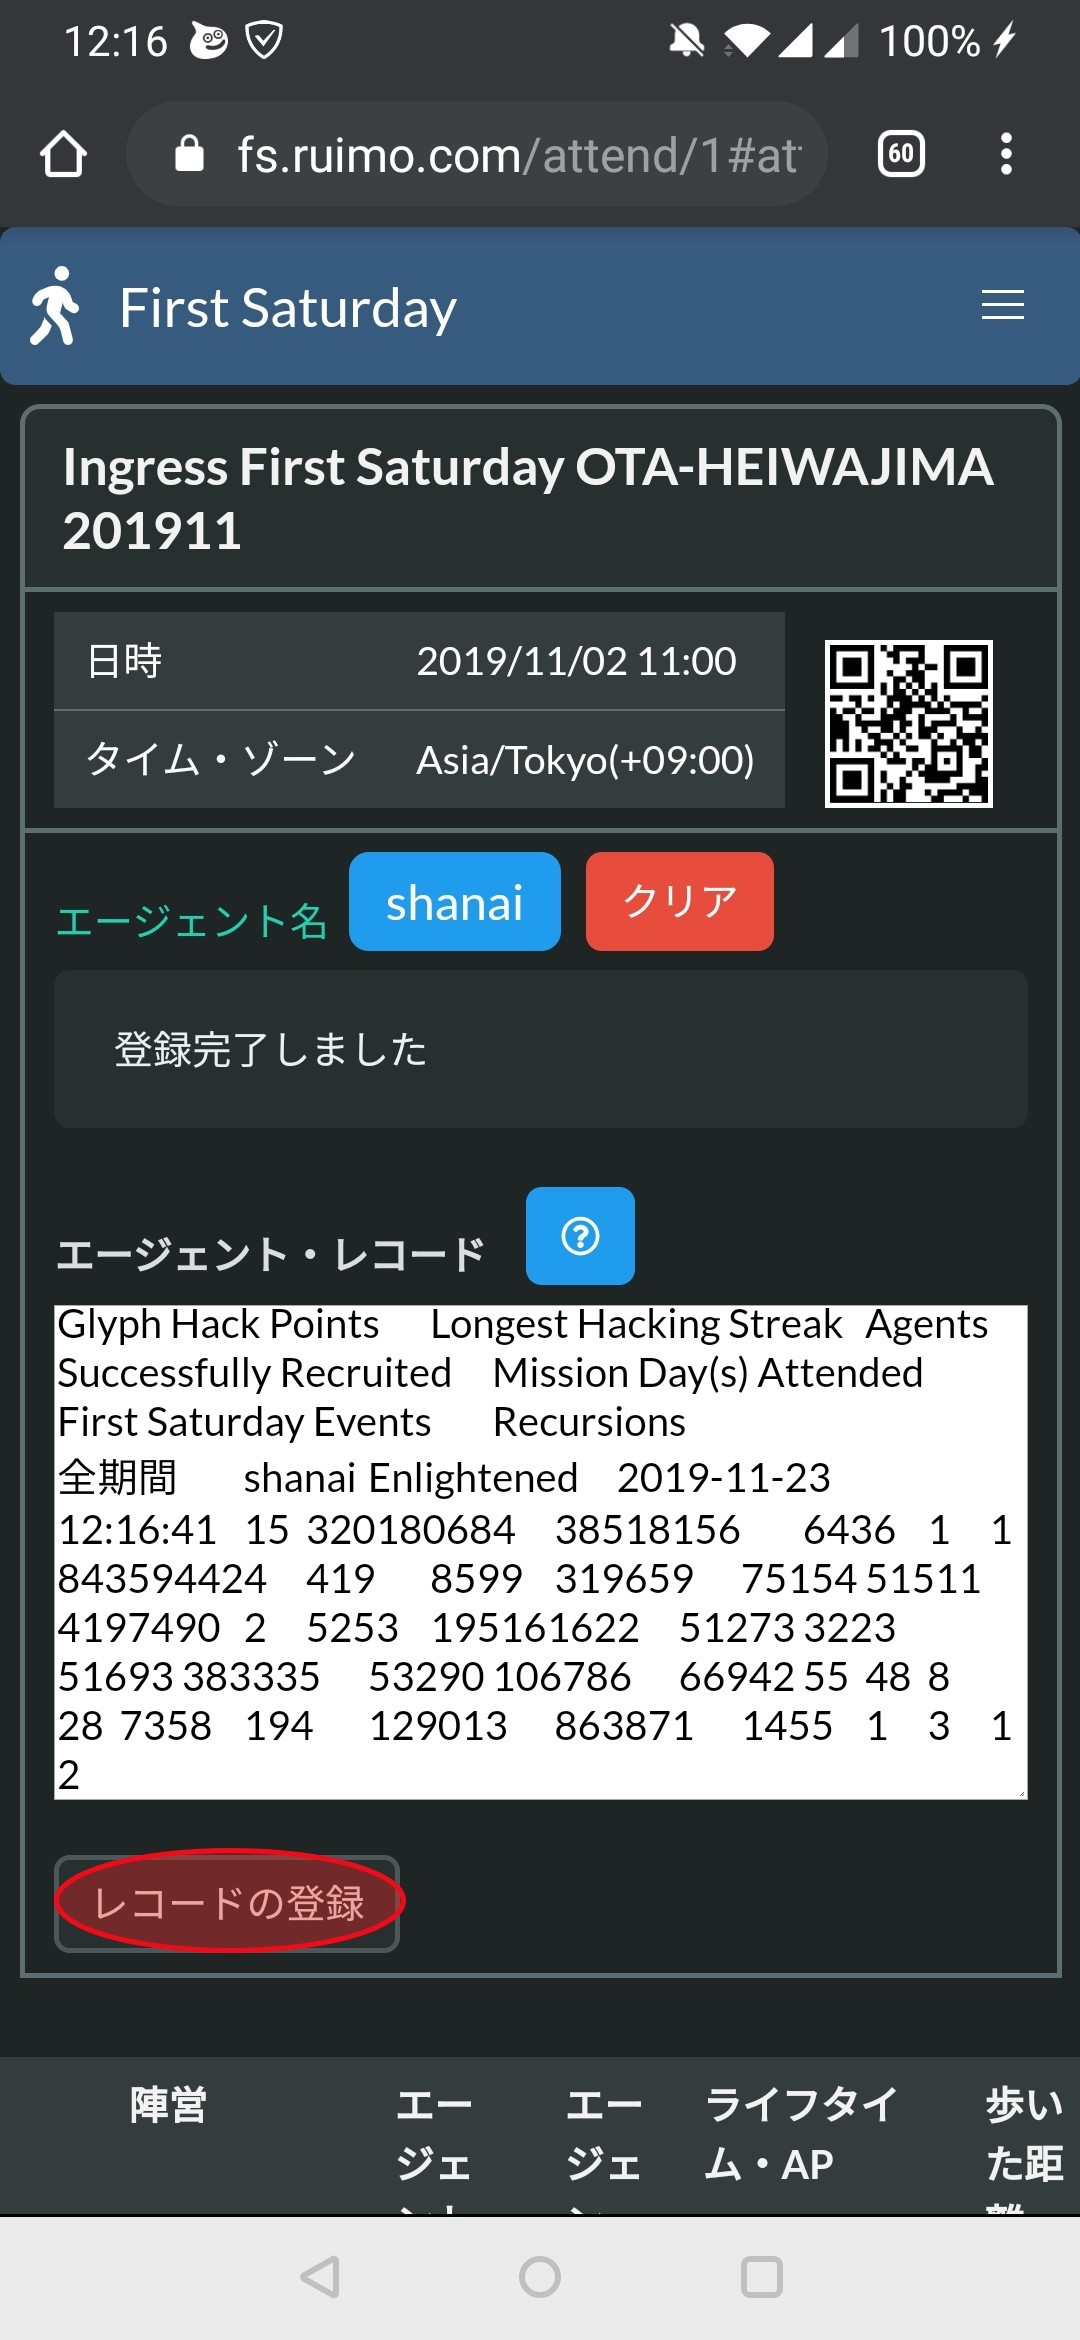 12:16
100%
fs.ruimo.com/attend/1#at
60
First Saturday
Ingress First Saturday OTA-HEIWAJIMA
201911
日時 2019/11/02 11:00
タイム・ゾーン Asia/Tokyo(+09:00)
エージェント名 shanai クリア
登録完了しました
エージェント・レコード
Glyph Hack Points Longest Hacking Streak Agents
Successfully Recruited Mission Day(s) Attended
First Saturday Events Recursions
全期間 shanai Enlightened 2019-11-23
12:16:41 15 320180684 38518156 6436 1 1
843594424 419 8599 319659 75154 51511
4197490 2 5253 195161622 51273 3223
51693 383335 53290 106786 66942 55 48 8
28 7358 194 129013 863871 1455 1 3 1
2
レコードの登録
陣営 エー エー ライフタイ 歩い
ジェ ジェ ム・AP た距